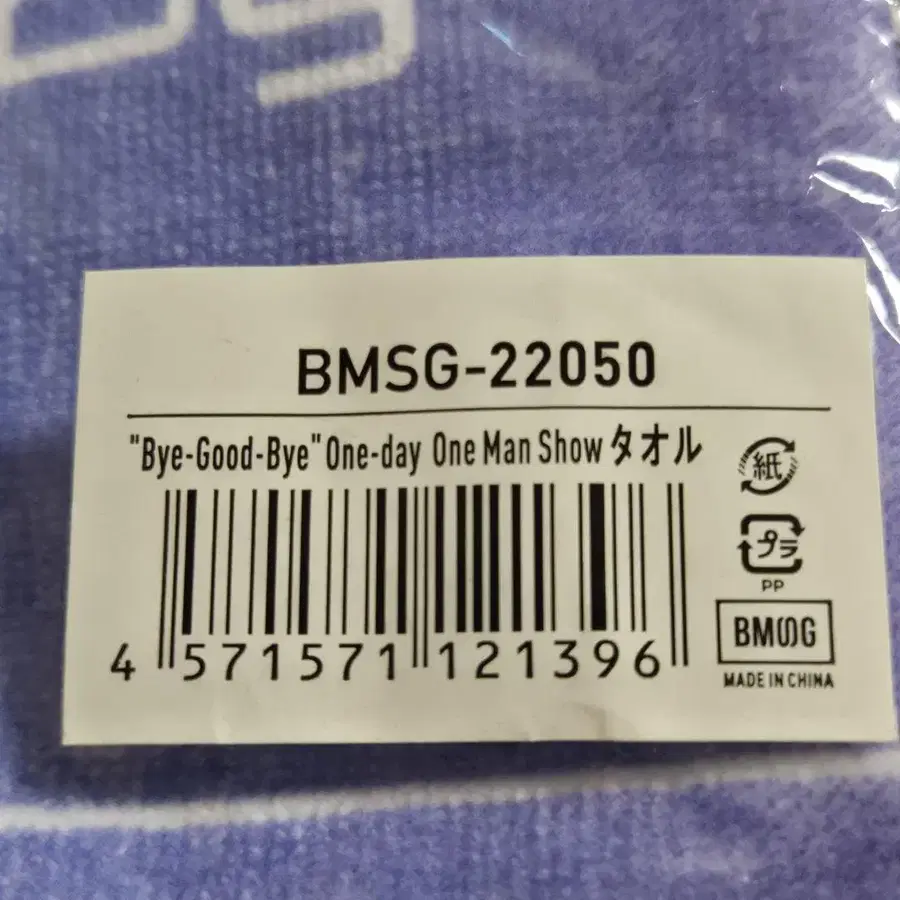 BMSG-22050
"Bye-Good-Bye" One-day One Man Show タオル
紙
プラ
PP
4 571571 121396
BMSG
MADE IN CHINA